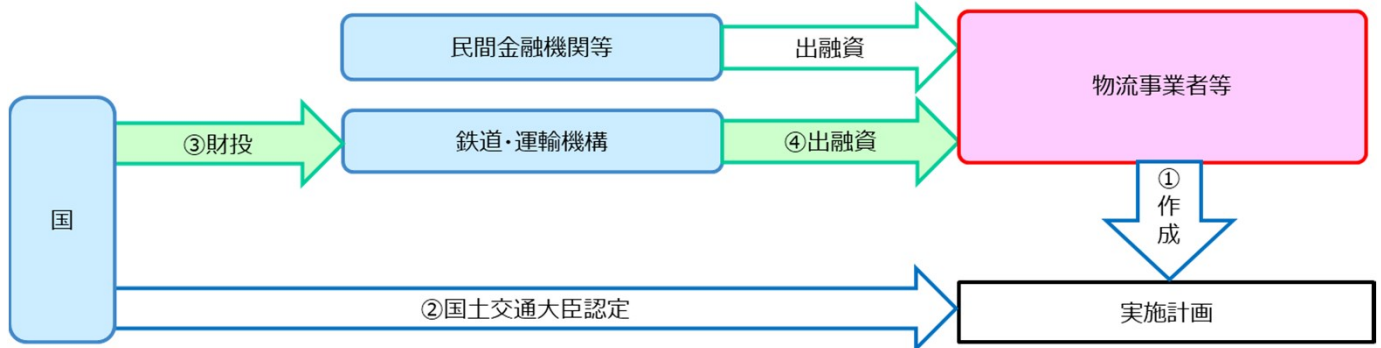 民間金融機関等
出融資
物流事業者等
③財投
鉄道・運輸機構
④出融資
国
①
作
成
②国土交通大臣認定
実施計画